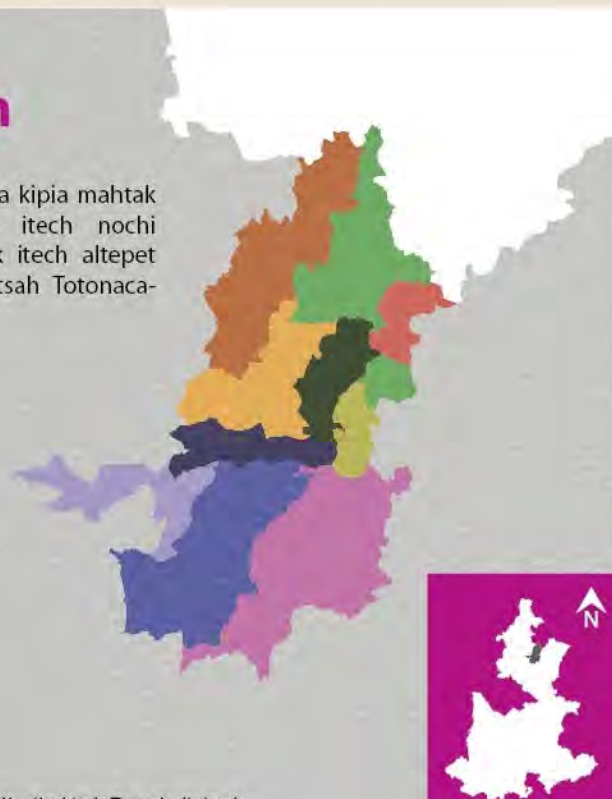 n
a kipia mahtak
itech nochi
k itech altepet
tsah Totonaca-
N